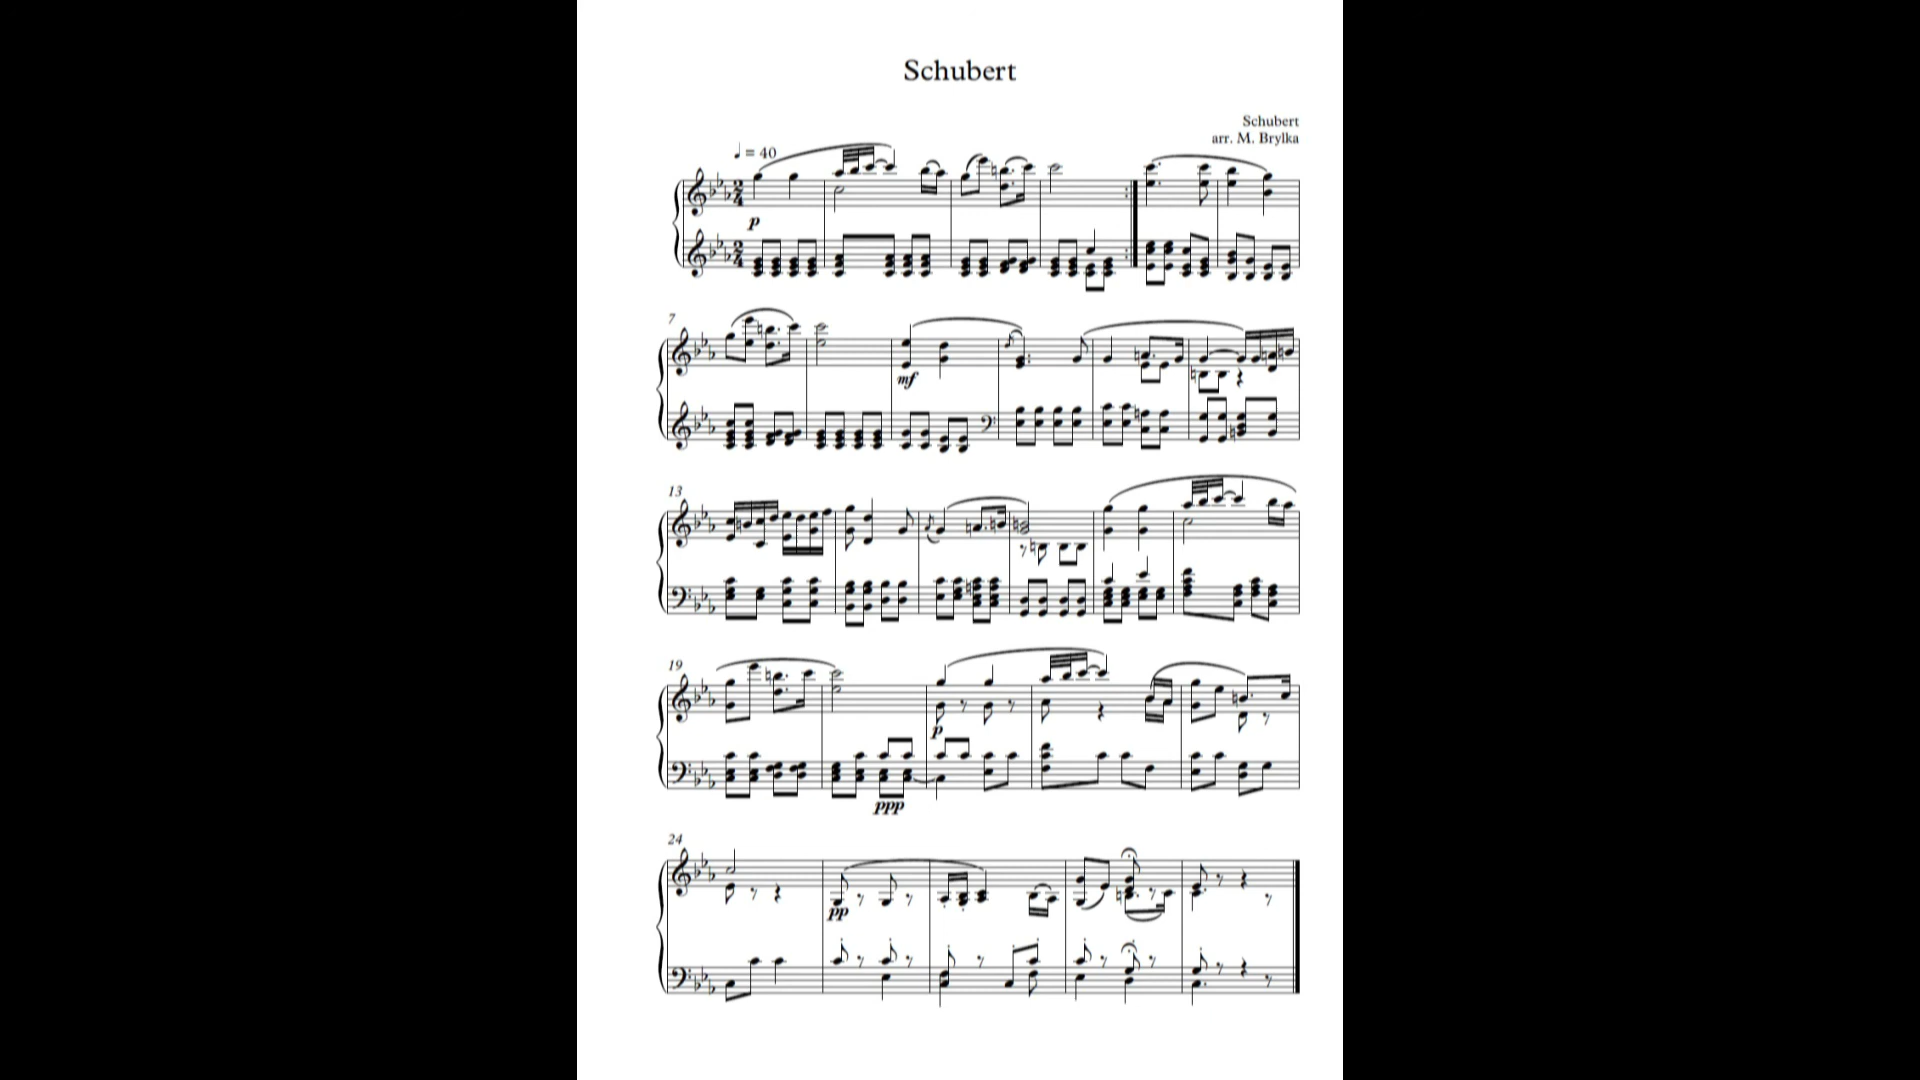 Schubert
Schubert
arr. M. Brylka
♩ = 40
p
7
mf
13
19
p
ppp
24
pp